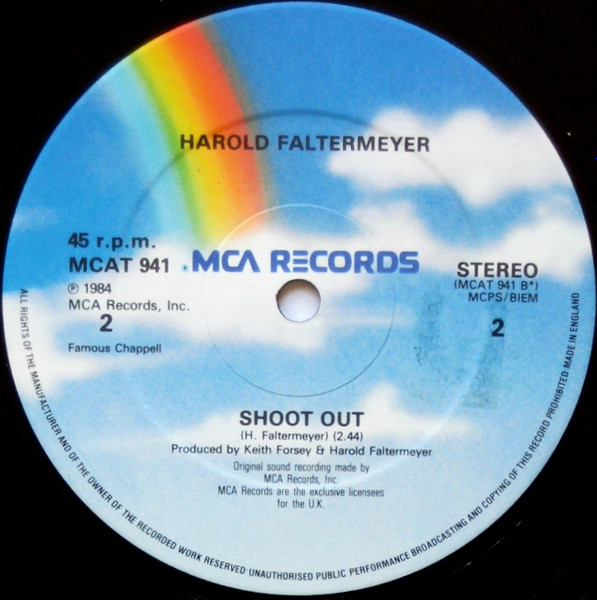 HAROLD FALTERMEYER
45 r.p.m.
MCAT 941
℗ 1984
MCA Records, Inc.
2
Famous Chappell
MCA RECORDS
STEREO
(MCAT 941 B*)
MCPS/BIEM
2
SHOOT OUT
(H. Faltermeyer) (2.44)
Produced by Keith Forsey & Harold Faltermeyer
Original sound recording made by
MCA Records, Inc.
MCA Records are the exclusive licensees
for the U.K.
ALL RIGHTS OF THE MANUFACTURER AND OF THE OWNER OF THE RECORDED WORK RESERVED·UNAUTHORISED PUBLIC PERFORMANCE BROADCASTING AND COPYING OF THIS RECORD PROHIBITED MADE IN ENGLAND